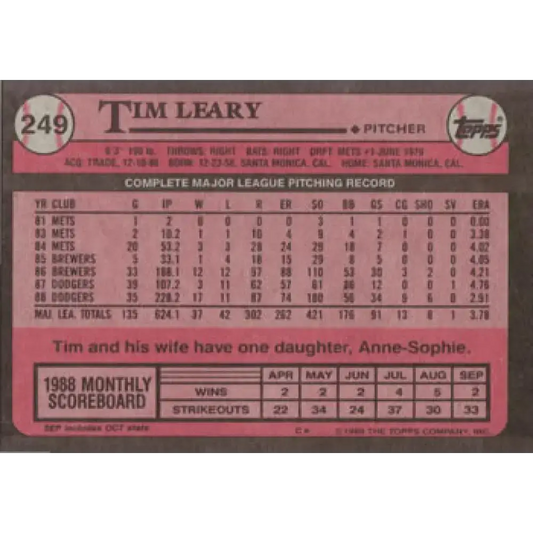 249
TIM LEARY
PITCHER
Topps
6'3" 190 lb. THROWS: RIGHT BATS: RIGHT DRFT: METS #1-JUNE 1979
ACQ: TRADE, HOME: SANTA MONICA, CAL. BORN: SANTA MONICA, CAL.
COMPLETE MAJOR LEAGUE PITCHING RECORD
YR CLUB G IP W L R ER SO BB GS CG SHO SV ERA
81 METS 1 2 0 0 0 0 3 1 1 0 0 0 0.00
83 METS 2 10.2 1 1 10 4 9 4 2 1 0 0 3.38
84 METS 20 53.2 3 3 28 24 29 18 7 0 0 0 4.02
85 BREWERS 5 33.1 1 4 18 15 29 8 5 0 0 0 4.05
86 BREWERS 33 188.1 12 12 97 88 110 53 30 3 2 0 4.21
87 DODGERS 39 107.2 3 11 62 57 61 36 12 0 0 1 4.76
88 DODGERS 35 228.2 17 11 87 74 180 56 34 9 6 0 2.91
MAJ. LEA. TOTALS 135 624.1 37 42 302 262 421 176 91 13 8 1 3.78
Tim and his wife have one daughter, Anne-Sophie.
1988 MONTHLY SCOREBOARD
APR MAY JUN JUL AUG SEP
WINS 2 2 2 4 5 2
STRIKEOUTS 22 34 24 37 30 33
SEP includes OCT stats
THE TOPPS COMPANY, INC.